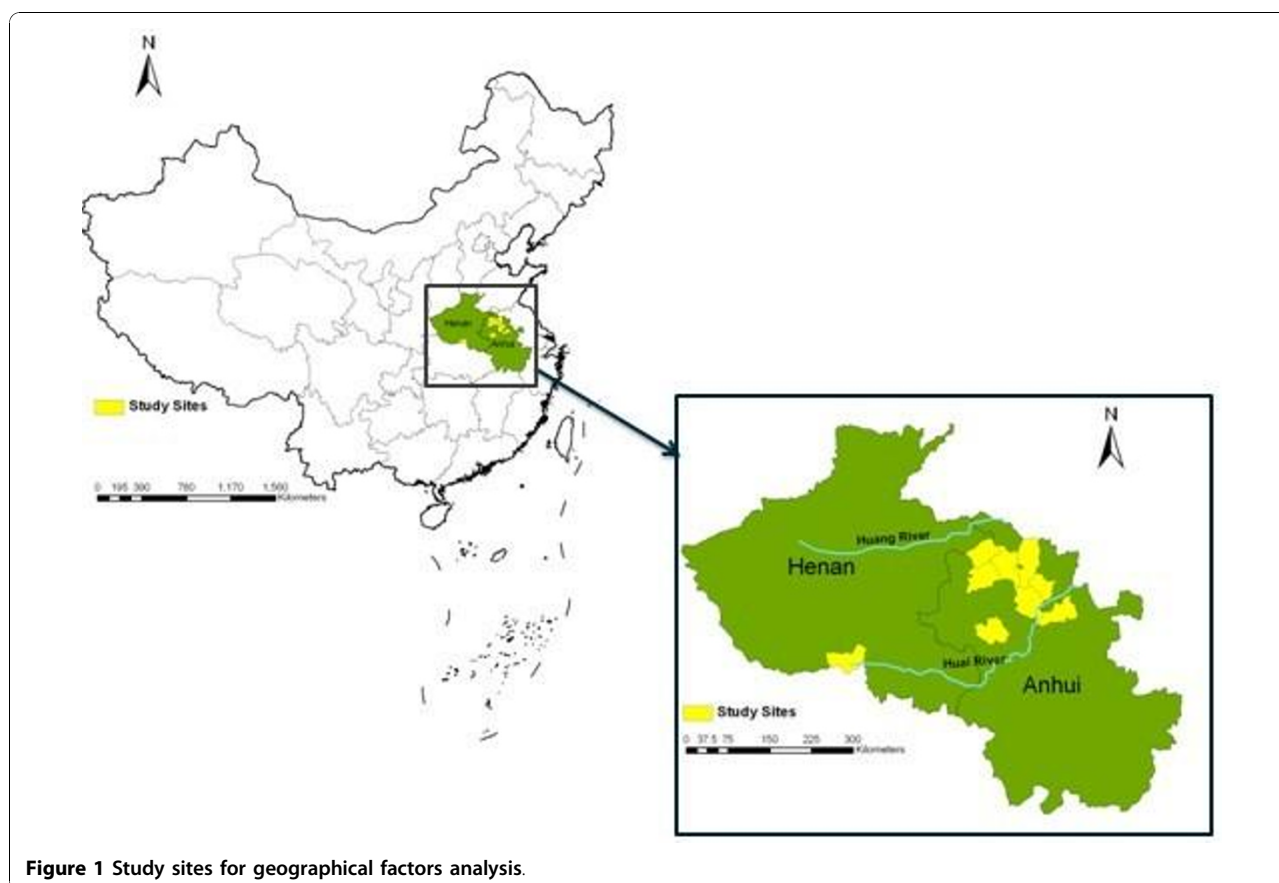 N
Henan
Anhui
Study Sites
0 195 390 780 1,170 1,560
Kilometers
N
Huang River
Henan
Huai River
Anhui
Study Sites
0 37.5 75 150 225 300
Kilometers
Figure 1 Study sites for geographical factors analysis.